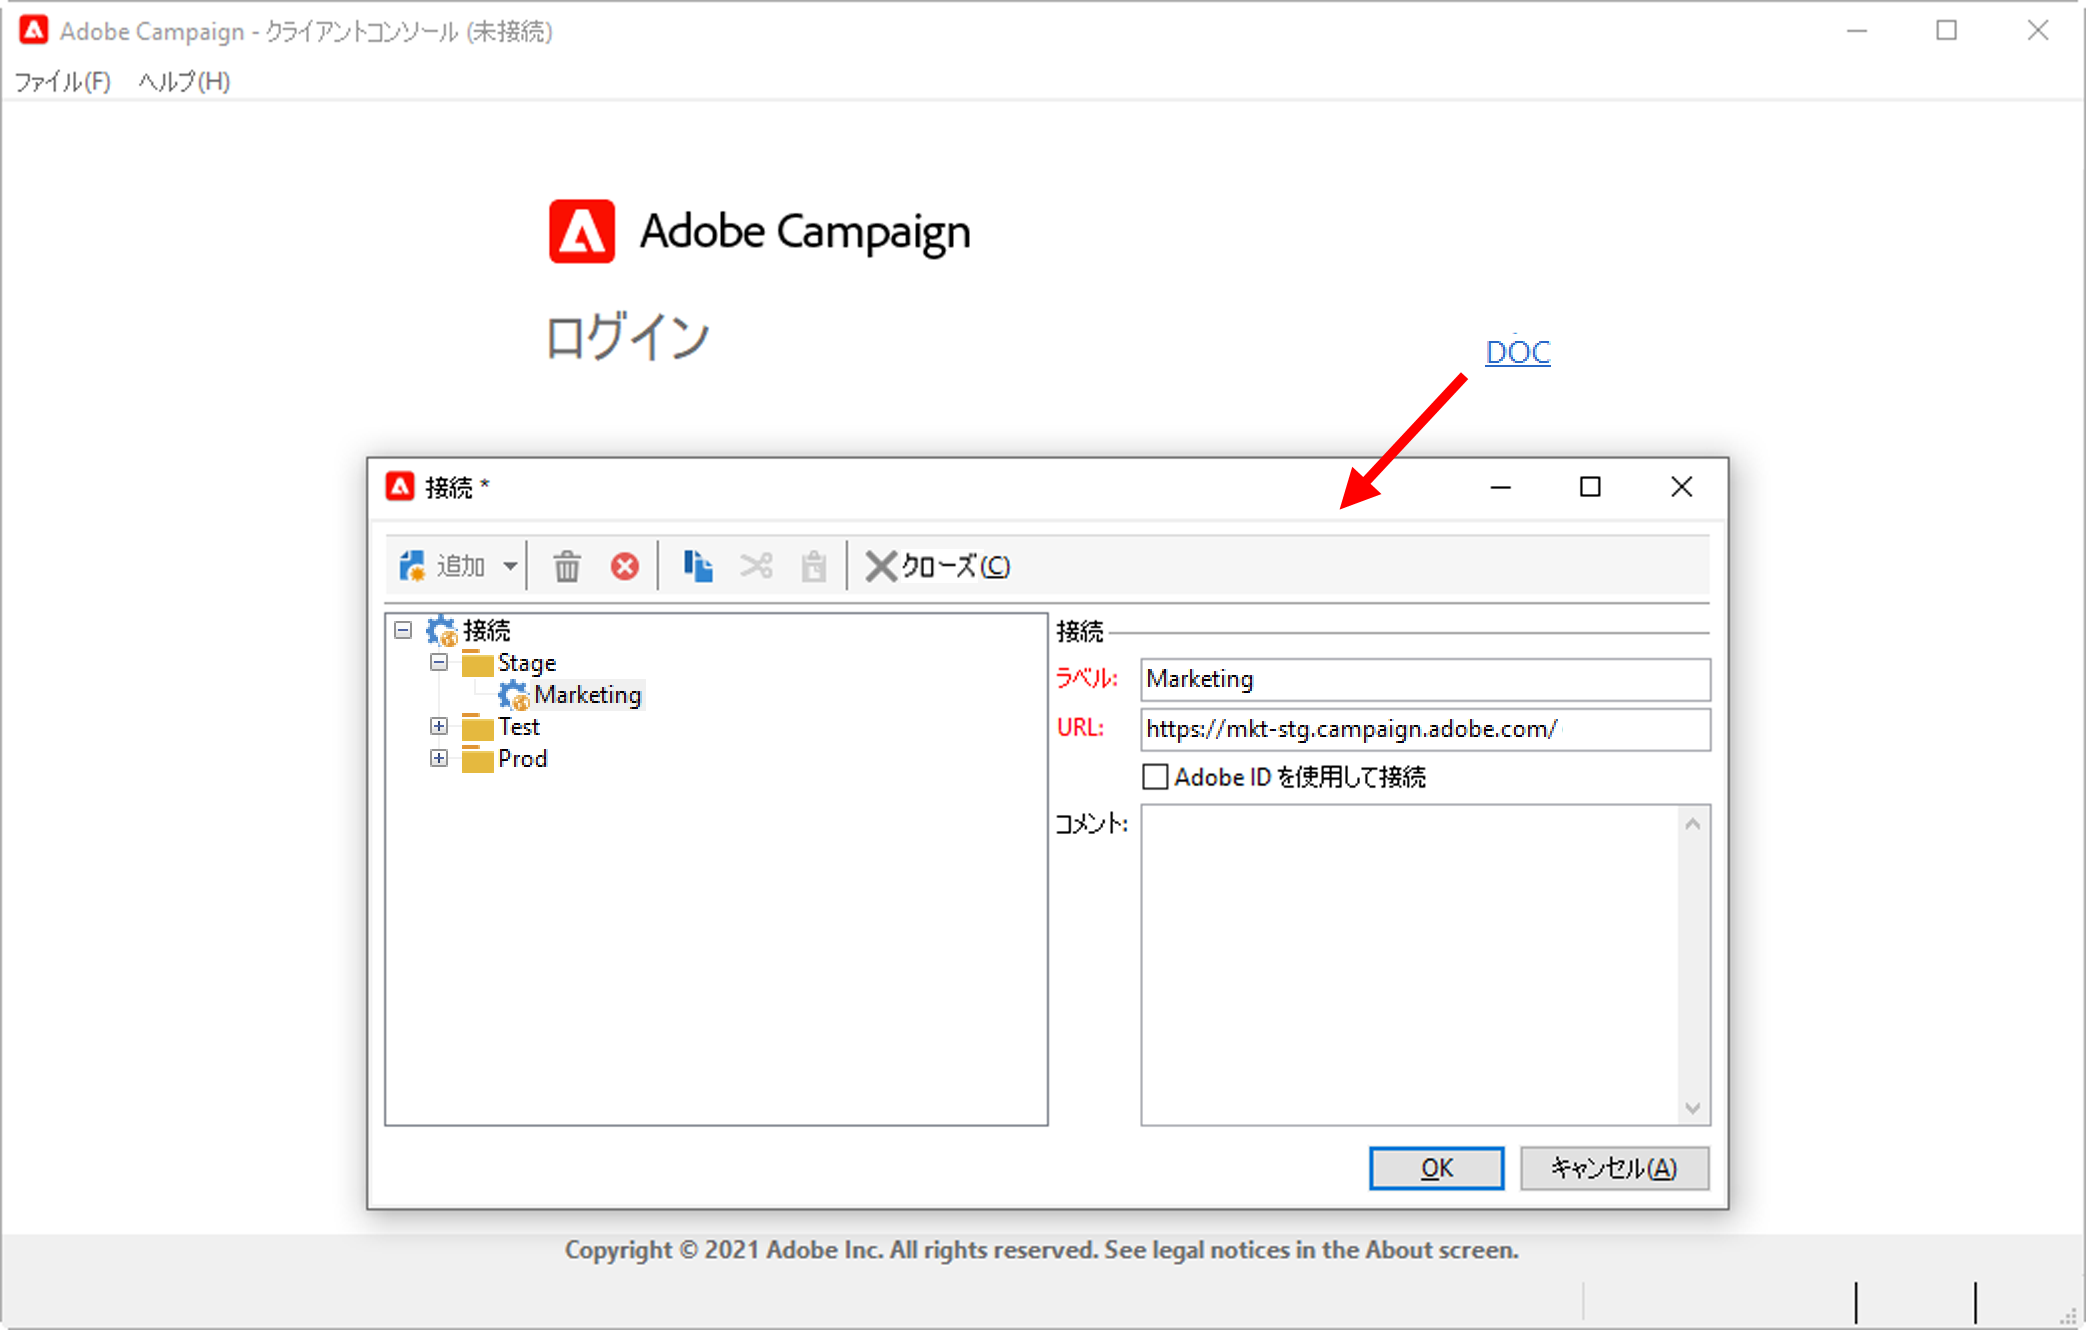 Adobe Campaign - クライアントコンソール (未接続)
ファイル(F) ヘルプ(H)
Adobe Campaign
ログイン
DOC
接続 *
追加 クローズ(C)
接続
Stage
Marketing
Test
Prod
接続
ラベル: Marketing
URL: https://mkt-stg.campaign.adobe.com/
Adobe ID を使用して接続
コメント:
OK キャンセル(A)
Copyright © 2021 Adobe Inc. All rights reserved. See legal notices in the About screen.